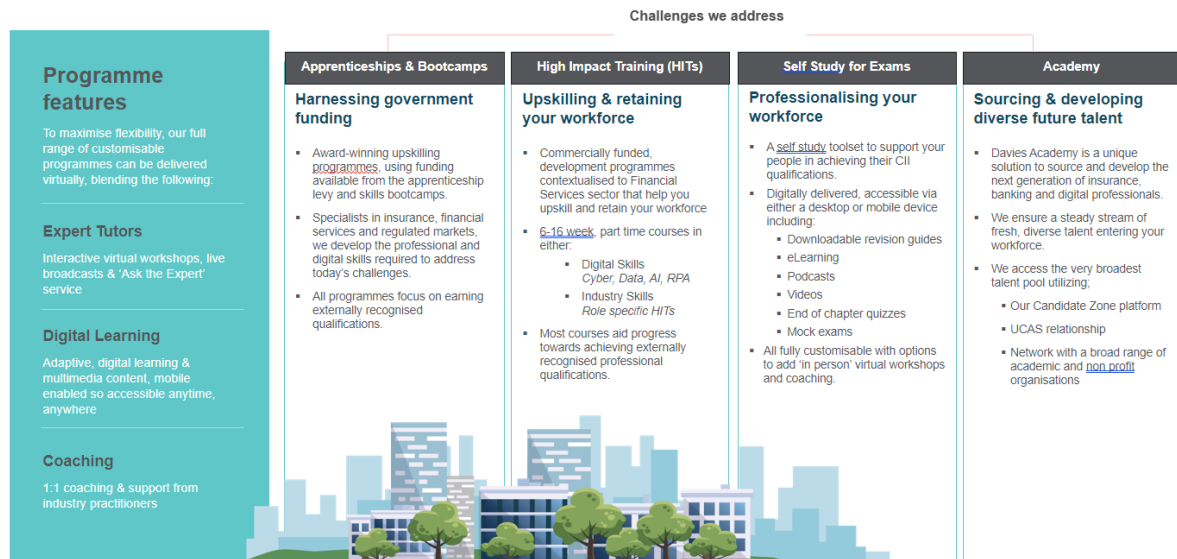 Challenges we address
Programme
features
To maximise flexibility, our full
range of customisable
programmes can be delivered
virtually, blending the following:
Expert Tutors
Interactive virtual workshops, live
broadcasts & ‘Ask the Expert’
service
Digital Learning
Adaptive, digital learning &
multimedia content, mobile
enabled so accessible anytime,
anywhere
Coaching
1:1 coaching & support from
industry practitioners
Apprenticeships & Bootcamps
Harnessing government
funding
▪ Award-winning upskilling
programmes, using funding
available from the apprenticeship
levy and skills bootcamps.
▪ Specialists in insurance, financial
services and regulated markets,
we develop the professional and
digital skills required to address
today’s challenges.
▪ All programmes focus on earning
externally recognised
qualifications.
High Impact Training (HITs)
Upskilling & retaining
your workforce
▪ Commercially funded,
development programmes
contextualised to Financial
Services sector that help you
upskill and retain your workforce
▪ 6-16 week, part time courses in
either:
▪ Digital Skills
Cyber, Data, AI, RPA
▪ Industry Skills
Role specific HITs
▪ Most courses aid progress
towards achieving externally
recognised professional
qualifications.
Self Study for Exams
Professionalising your
workforce
▪ A self study toolset to support your
people in achieving their CII
qualifications.
▪ Digitally delivered, accessible via
either a desktop or mobile device
including:
▪ Downloadable revision guides
▪ eLearning
▪ Podcasts
▪ Videos
▪ End of chapter quizzes
▪ Mock exams
▪ All fully customisable with options
to add ‘in person’ virtual workshops
and coaching.
Academy
Sourcing & developing
diverse future talent
▪ Davies Academy is a unique
solution to source and develop the
next generation of insurance,
banking and digital professionals.
▪ We ensure a steady stream of
fresh, diverse talent entering your
workforce.
▪ We access the very broadest
talent pool utilizing;
▪ Our Candidate Zone platform
▪ UCAS relationship
▪ Network with a broad range of
academic and non profit
organisations